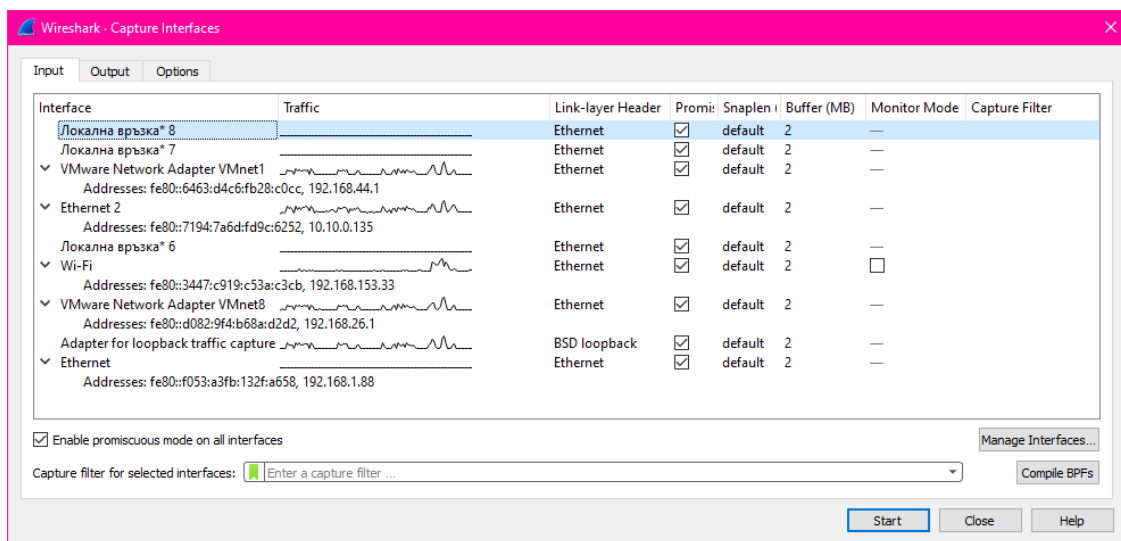 Wireshark · Capture Interfaces
Input Output Options
Interface Traffic Link-layer Header Promis Snaplen ( Buffer (MB) Monitor Mode Capture Filter
Локална връзка* 8 Ethernet default 2 —
Локална връзка* 7 Ethernet default 2 —
VMware Network Adapter VMnet1 Ethernet default 2 —
Addresses: fe80::6463:d4c6:fb28:c0cc, 192.168.44.1
Ethernet 2 Ethernet default 2 —
Addresses: fe80::7194:7a6d:fd9c:6252, 10.10.0.135
Локална връзка* 6 Ethernet default 2 —
Wi-Fi Ethernet default 2
Addresses: fe80::3447:c919:c53a:c3cb, 192.168.153.33
VMware Network Adapter VMnet8 Ethernet default 2 —
Addresses: fe80::d082:9f4:b68a:d2d2, 192.168.26.1
Adapter for loopback traffic capture BSD loopback default 2 —
Ethernet Ethernet default 2 —
Addresses: fe80::f053:a3fb:132f:a658, 192.168.1.88
Enable promiscuous mode on all interfaces Manage Interfaces...
Capture filter for selected interfaces: Enter a capture filter ... Compile BPFs
Start Close Help